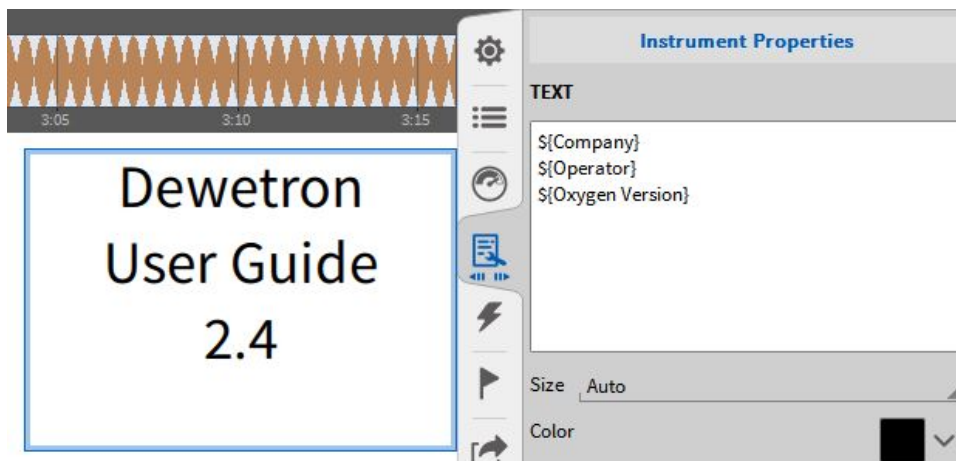 3:05
3:10
3:15
Dewetron
User Guide
2.4
Instrument Properties
TEXT
${Company}
${Operator}
${Oxygen Version}
Size Auto
Color